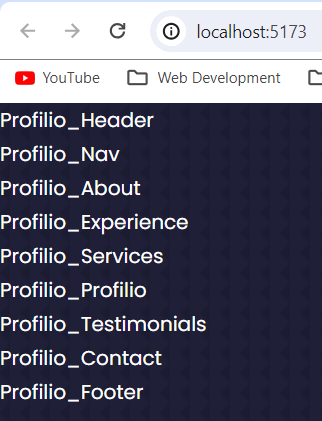 localhost:5173
YouTube Web Development
Profilio_Header
Profilio_Nav
Profilio_About
Profilio_Experience
Profilio_Services
Profilio_Profilio
Profilio_Testimonials
Profilio_Contact
Profilio_Footer